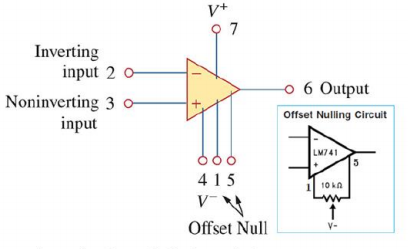 V+
7
Inverting
input 2
−
6 Output
Noninverting 3
+
input
4 1 5
V−
Offset Null
Offset Nulling Circuit
−
LM741
+
5
1
10 kΩ
V-